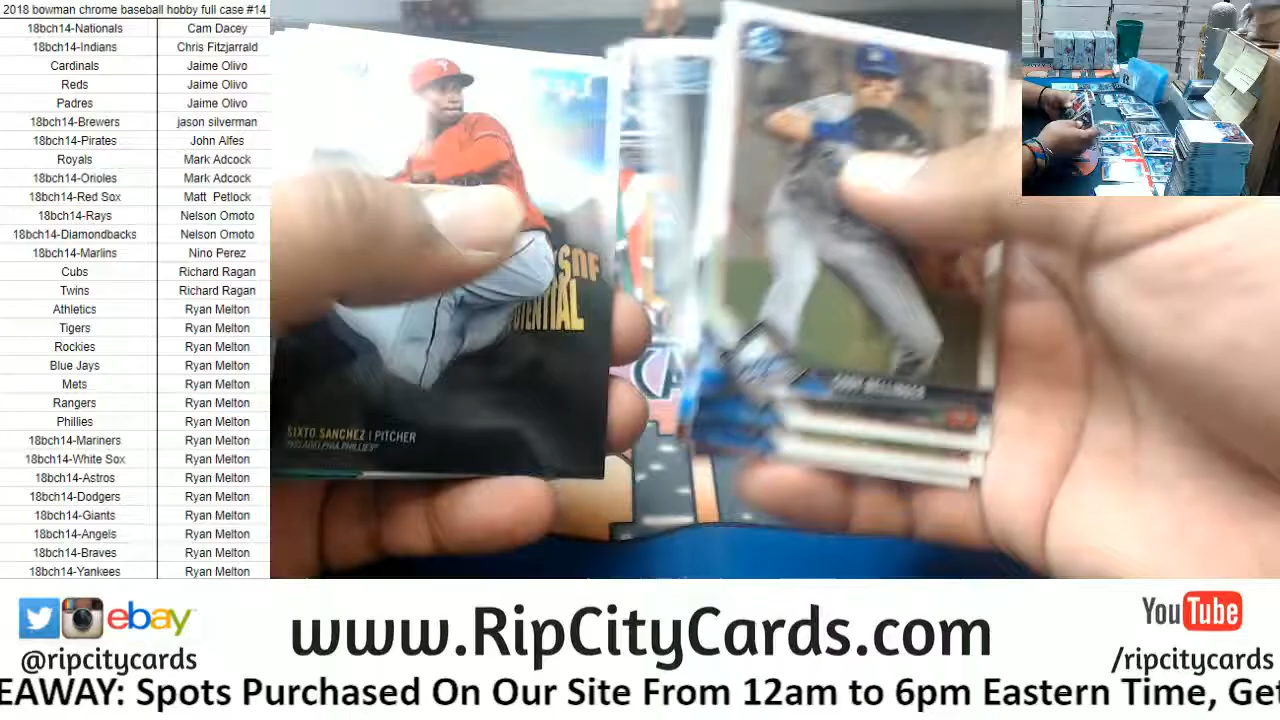 2018 bowman chrome baseball hobby full case #14
18bch14-Nationals Cam Dacey
18bch14-Indians Chris Fitzjarrald
Cardinals Jaime Olivo
Reds Jaime Olivo
Padres Jaime Olivo
18bch14-Brewers jason silverman
18bch14-Pirates John Alfes
Royals Mark Adcock
18bch14-Orioles Mark Adcock
18bch14-Red Sox Matt Petlock
18bch14-Rays Nelson Omoto
18bch14-Diamondbacks Nelson Omoto
18bch14-Marlins Nino Perez
Cubs Richard Ragan
Twins Richard Ragan
Athletics Ryan Melton
Tigers Ryan Melton
Rockies Ryan Melton
Blue Jays Ryan Melton
Mets Ryan Melton
Rangers Ryan Melton
Phillies Ryan Melton
18bch14-Mariners Ryan Melton
18bch14-White Sox Ryan Melton
18bch14-Astros Ryan Melton
18bch14-Dodgers Ryan Melton
18bch14-Giants Ryan Melton
18bch14-Angels Ryan Melton
18bch14-Braves Ryan Melton
18bch14-Yankees Ryan Melton
SIXTO SANCHEZ | PITCHER
PHILADELPHIA PHILLIES
CODY BELLINGER
ebay
@ripcitycards
www.RipCityCards.com
YouTube
/ripcitycards
EAWAY: Spots Purchased On Our Site From 12am to 6pm Eastern Time, Get